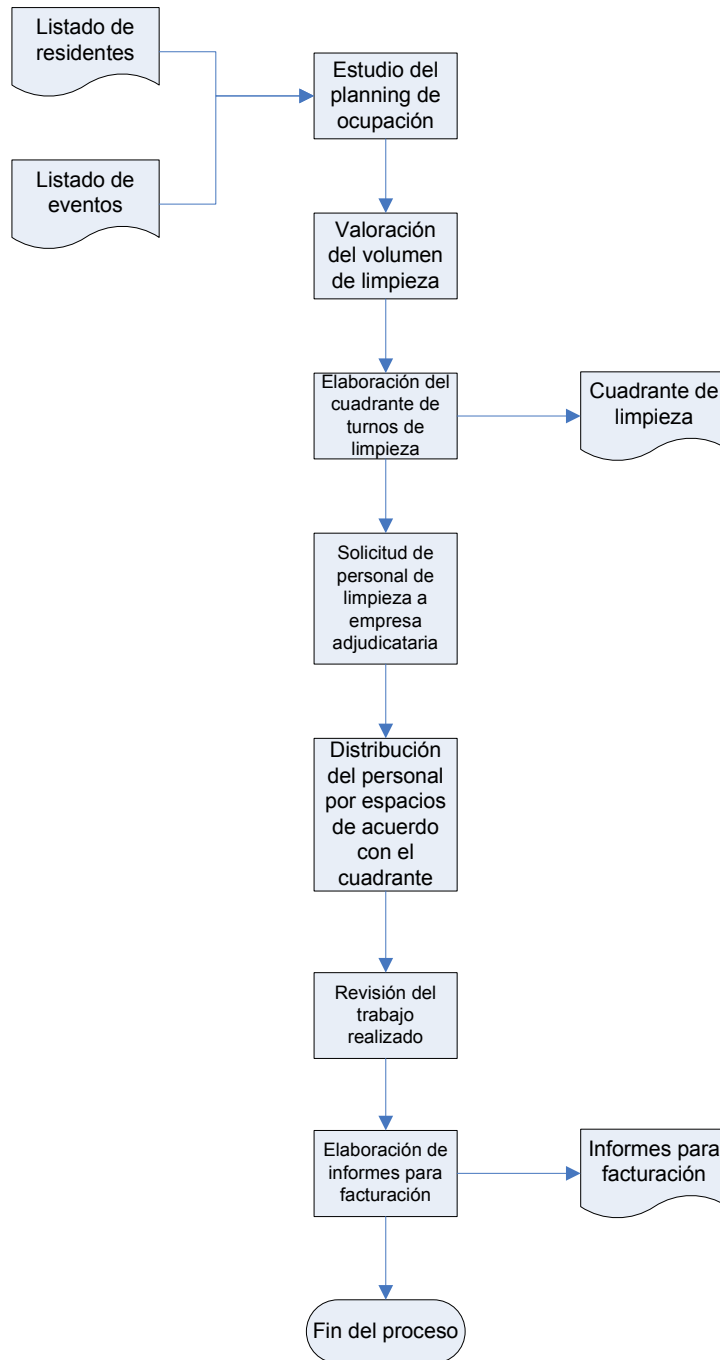 Listado de
residentes
Estudio del
planning de
ocupación
Listado de
eventos
Valoración
del volumen
de limpieza
Elaboración del
cuadrante de
turnos de
limpieza
Cuadrante de
limpieza
Solicitud de
personal de
limpieza a
empresa
adjudicataria
Distribución
del personal
por espacios
de acuerdo
con el
cuadrante
Revisión del
trabajo
realizado
Elaboración de
informes para
facturación
Informes para
facturación
Fin del proceso